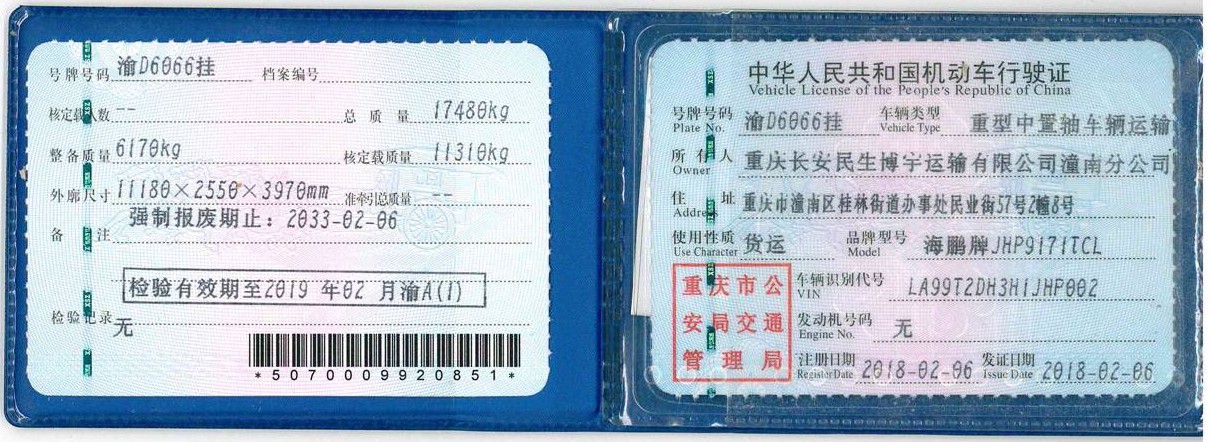 号牌号码 渝D6066挂 档案编号
核定载人数 -- 总质量 17480kg
整备质量 6170kg 核定载质量 11310kg
外廓尺寸 11180×2550×3970mm 准牵引总质量 --
强制报废期止：2033-02-06
备注
检验有效期至2019 年02 月渝A(1)
检验记录 无
*5070009920851*
中华人民共和国机动车行驶证
Vehicle License of the People's Republic of China
号牌号码 渝D6066挂 车辆类型 重型中置轴车辆运输
Plate No. Vehicle Type
所有人 重庆长安民生博宇运输有限公司潼南分公司
Owner
住址 重庆市潼南区桂林街道办事处民业街57号2幢8号
Address
使用性质 货运 品牌型号 海鹏牌JHP9171TCL
Use Character Model
重庆市公
安局交通
管理局
车辆识别代号 LA99T2DH3H1JHP002
VIN
发动机号码 无
Engine No.
注册日期 2018-02-06 发证日期 2018-02-06
Register Date Issue Date